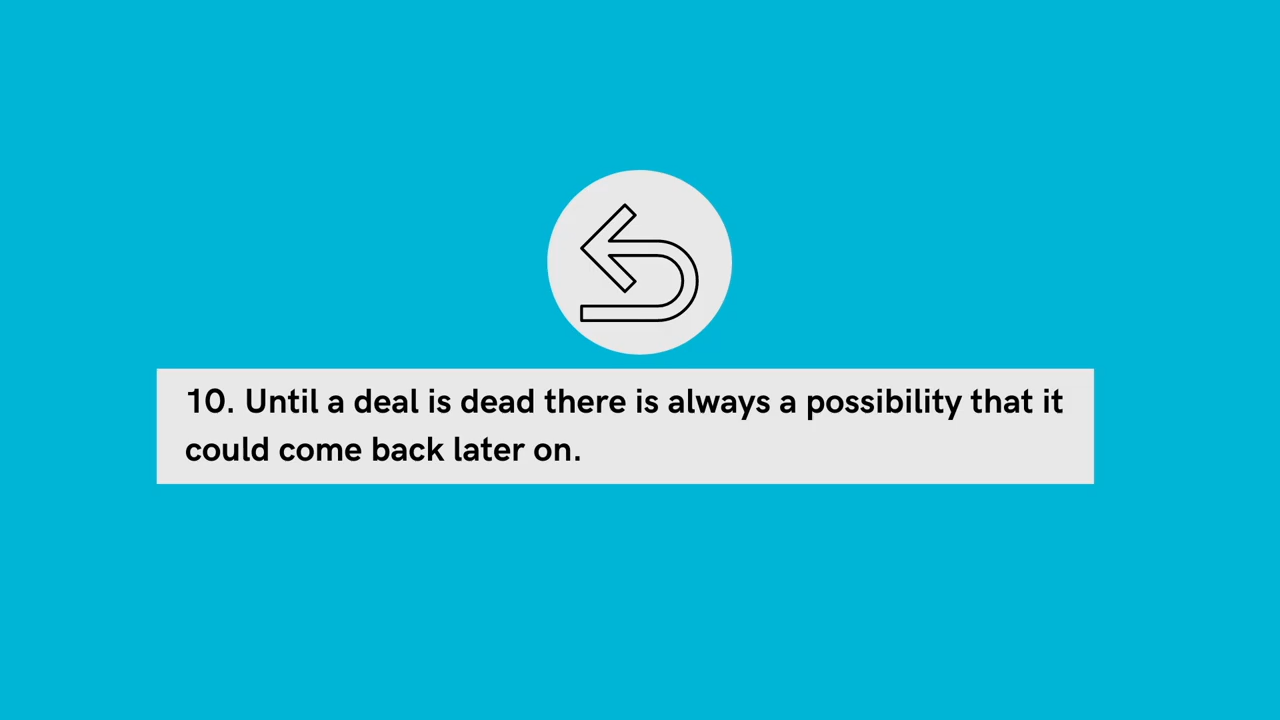 10. Until a deal is dead there is always a possibility that it
could come back later on.